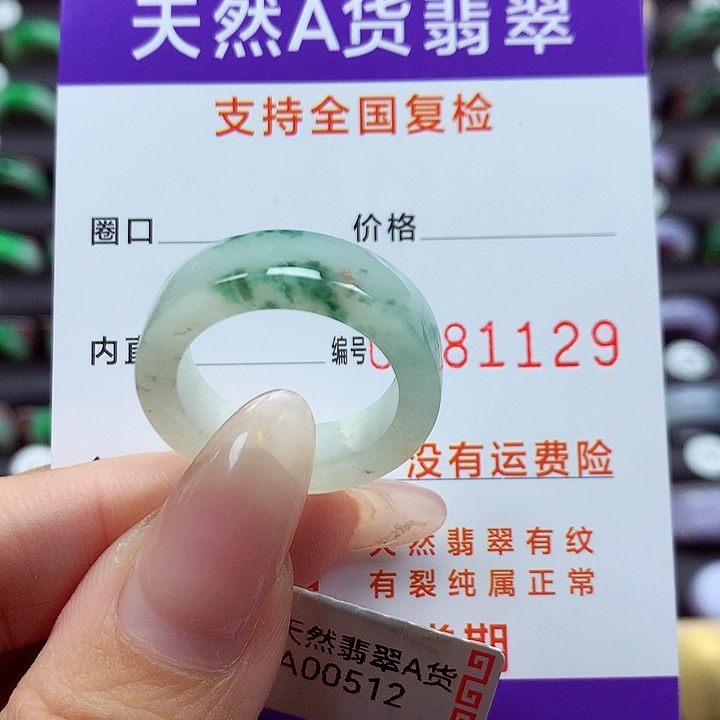 天然A货翡翠
支持全国复检
圈口 价格
内 编号 81129
没有运费险
然翡翠有纹
有裂纯属正常
期
天然翡翠A货
A00512